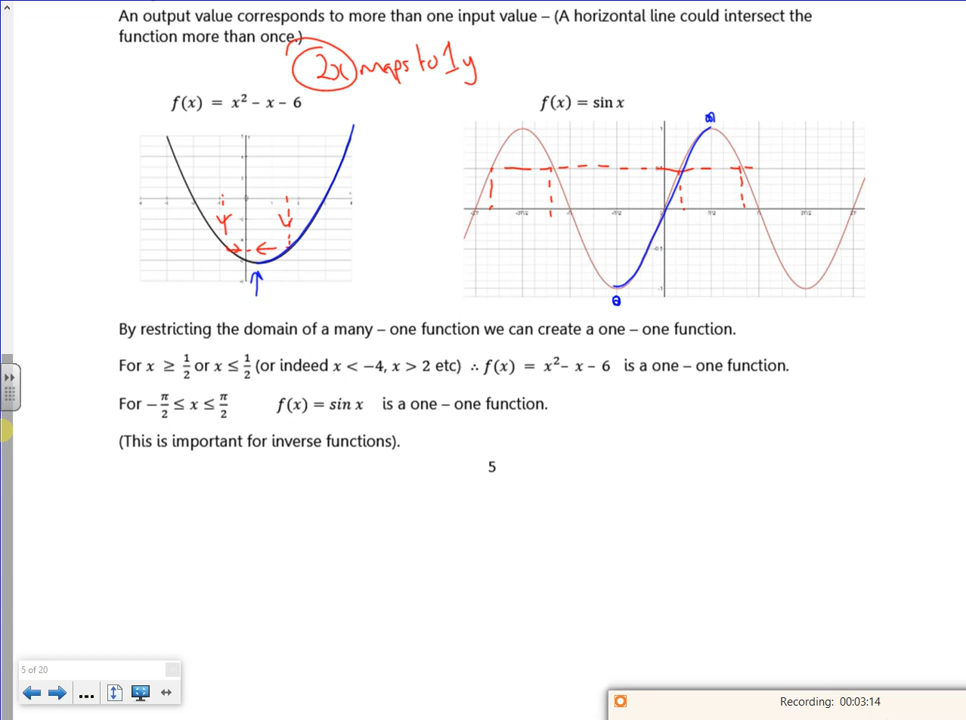 An output value corresponds to more than one input value – (A horizontal line could intersect the
function more than once.)
2x maps to 1y
f(x) = x² − x − 6
f(x) = sin x
By restricting the domain of a many – one function we can create a one – one function.
For x ≥ 1/2 or x ≤ 1/2 (or indeed x < −4, x > 2 etc) ∴ f(x) = x² − x − 6 is a one – one function.
For −π/2 ≤ x ≤ π/2 f(x) = sin x is a one – one function.
(This is important for inverse functions).
5
5 of 20
Recording: 00:03:14